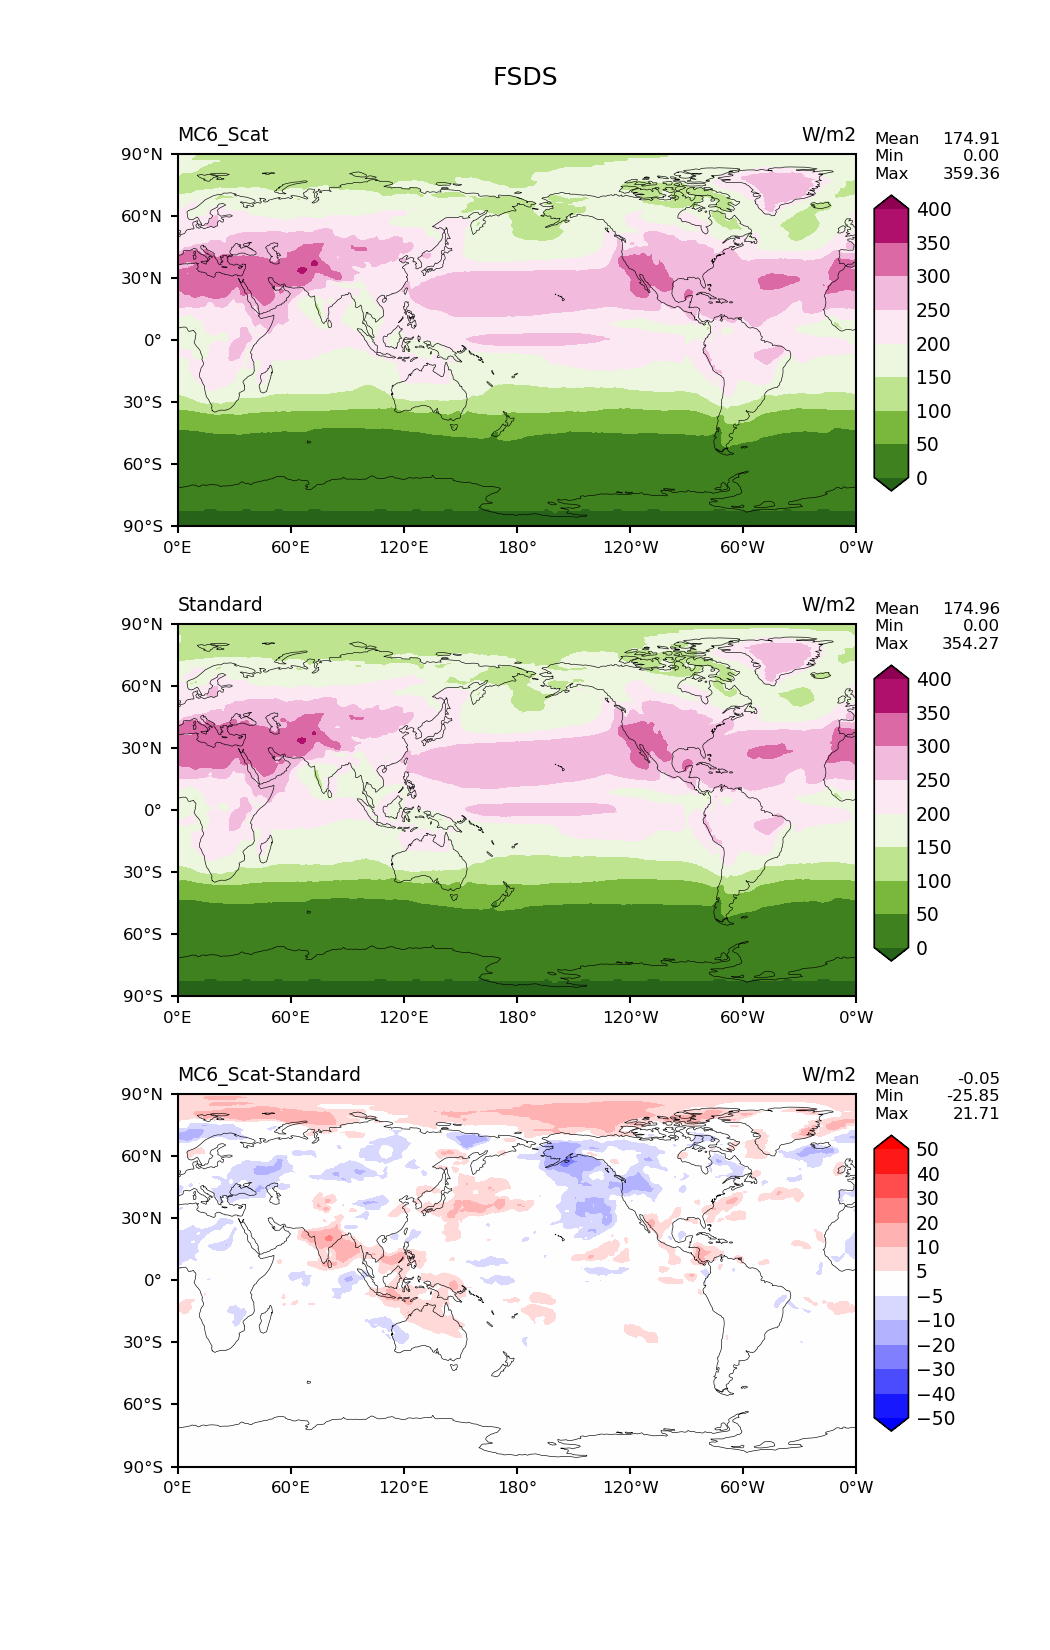 FSDS
MC6_Scat
W/m2
Mean 174.91
Min 0.00
Max 359.36
90°N
60°N
30°N
0°
30°S
60°S
90°S
0°E 60°E 120°E 180° 120°W 60°W 0°W
400
350
300
250
200
150
100
50
0
Standard
W/m2
Mean 174.96
Min 0.00
Max 354.27
90°N
60°N
30°N
0°
30°S
60°S
90°S
0°E 60°E 120°E 180° 120°W 60°W 0°W
400
350
300
250
200
150
100
50
0
MC6_Scat-Standard
W/m2
Mean -0.05
Min -25.85
Max 21.71
90°N
60°N
30°N
0°
30°S
60°S
90°S
0°E 60°E 120°E 180° 120°W 60°W 0°W
50
40
30
20
10
5
−5
−10
−20
−30
−40
−50